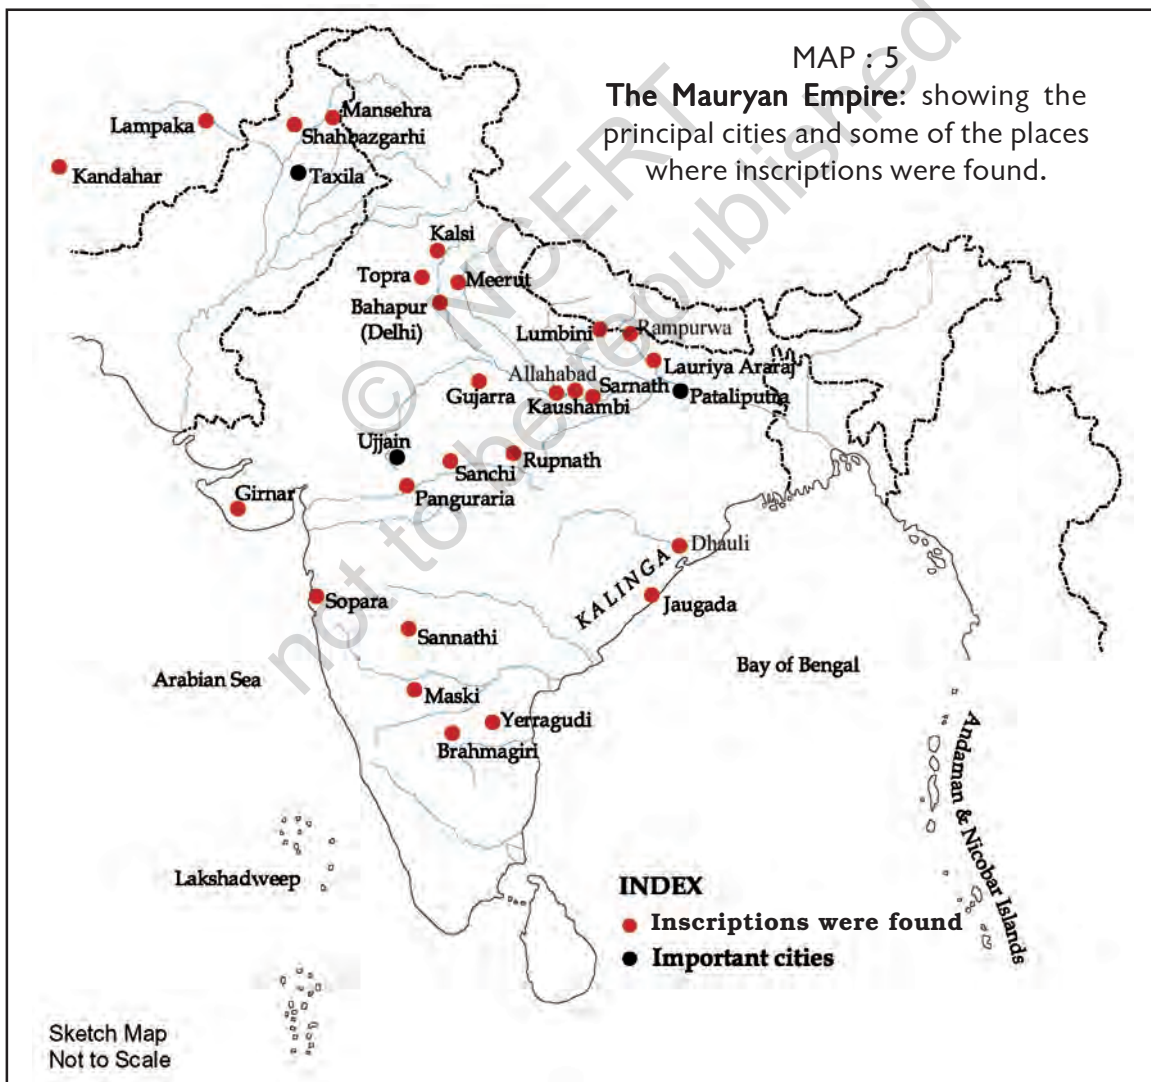 MAP : 5
The Mauryan Empire: showing the
principal cities and some of the places
where inscriptions were found.
Mansehra
Lampaka
Shahbazgarhi
Kandahar
Taxila
Kalsi
Topra
Meerut
Bahapur
(Delhi)
Lumbini
Rampurwa
Lauriya Araraj
Allahabad
Sarnath
Gujarra
Kaushambi
Pataliputra
Ujjain
Rupnath
Sanchi
Girnar
Panguraria
Dhauli
KALINGA
Sopara
Jaugada
Sannathi
Arabian Sea
Bay of Bengal
Maski
Yerragudi
Brahmagiri
Andaman & Nicobar Islands
Lakshadweep
INDEX
Inscriptions were found
Important cities
Sketch Map
Not to Scale
© NCERT
not to be republished